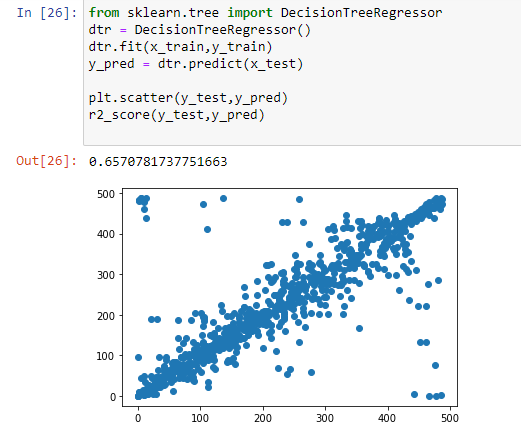 In [26]: from sklearn.tree import DecisionTreeRegressor
dtr = DecisionTreeRegressor()
dtr.fit(x_train,y_train)
y_pred = dtr.predict(x_test)
plt.scatter(y_test,y_pred)
r2_score(y_test,y_pred)
Out[26]: 0.6570781737751663
500
400
300
200
100
0
0 100 200 300 400 500